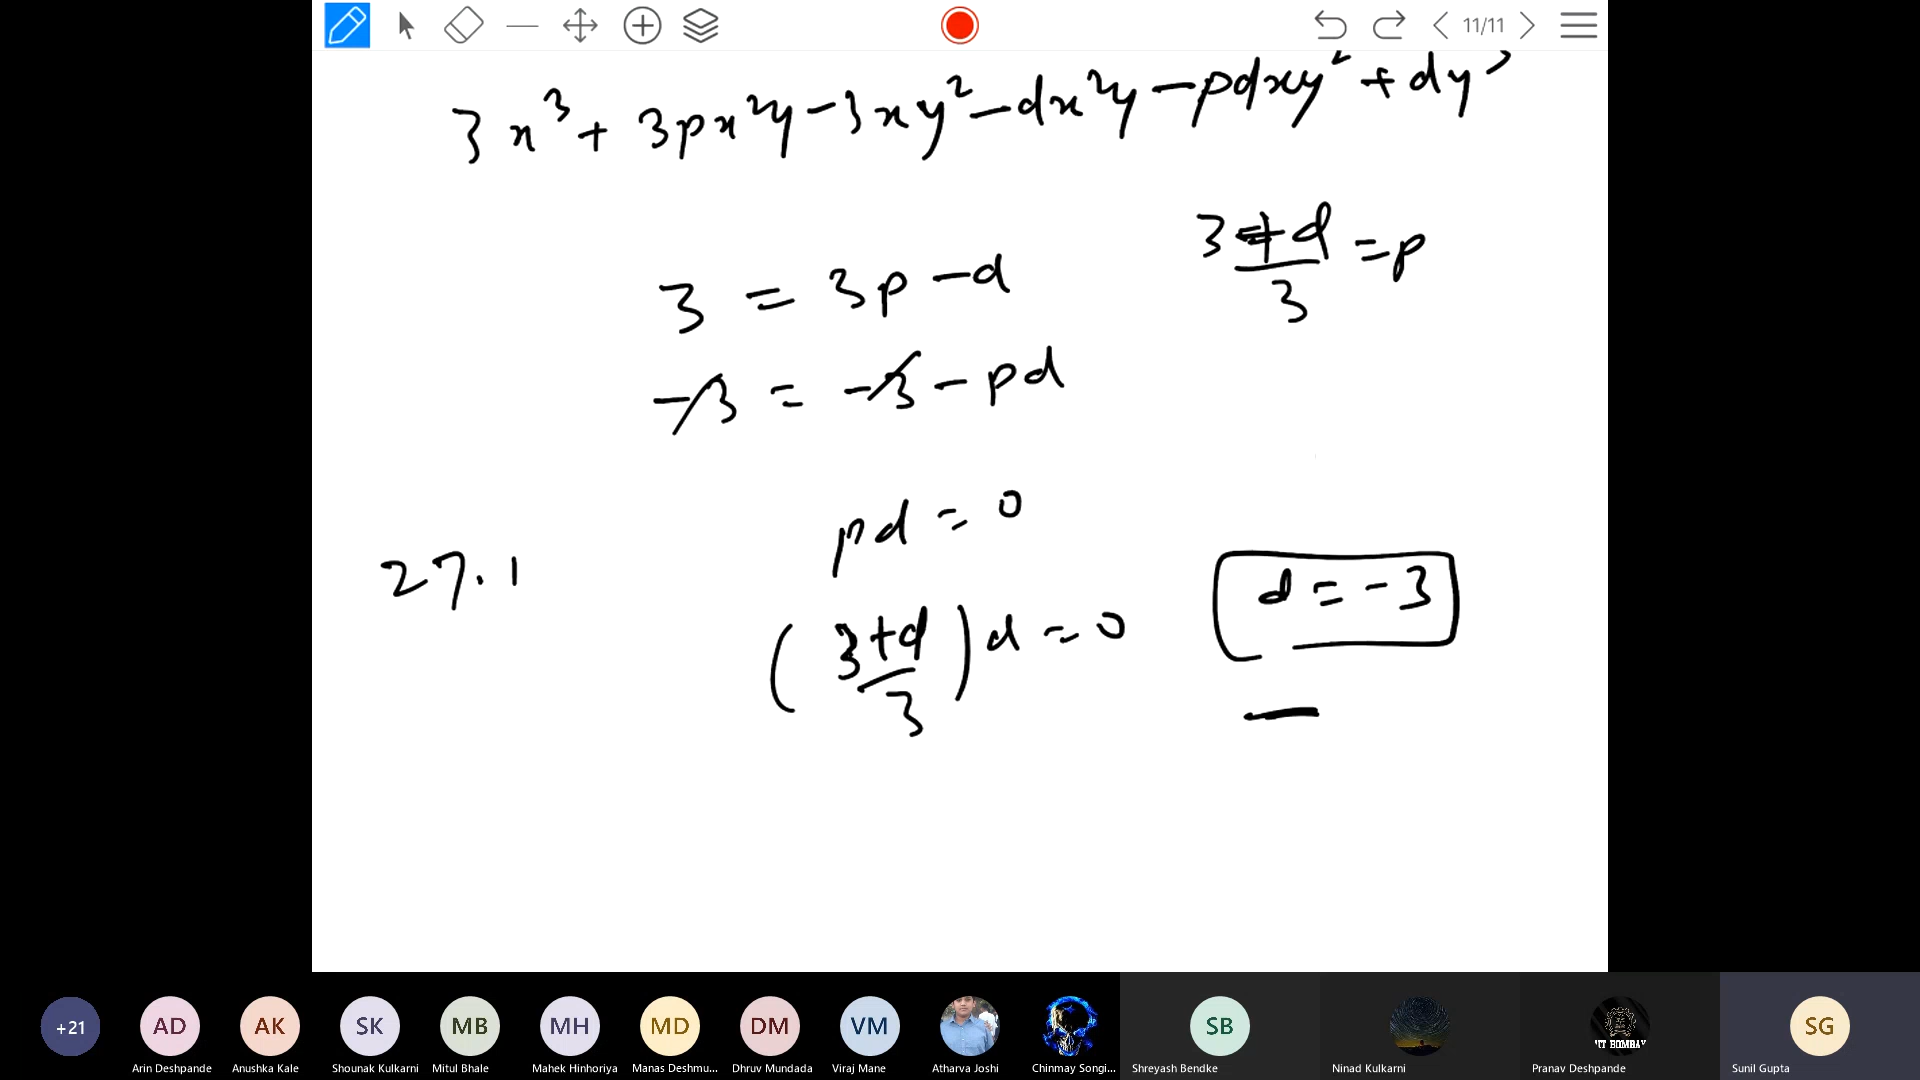 11/11
3x³ + 3px²y - 3xy² - dx²y - pdxy² + dy³
3 = 3p - d
3 + d / 3 = p
-3 = -3 - pd
pd = 0
27.1
(3+d / 3) d = 0
d = -3
+21
AD
AK
SK
MB
MH
MD
DM
VM
SB
SG
Arin Deshpande
Anushka Kale
Shounak Kulkarni
Mitul Bhale
Mahek Hinhoriya
Manas Deshmu...
Dhruv Mundada
Viraj Mane
Atharva Joshi
Chinmay Songi...
Shreyash Bendke
Ninad Kulkarni
Pranav Deshpande
Sunil Gupta